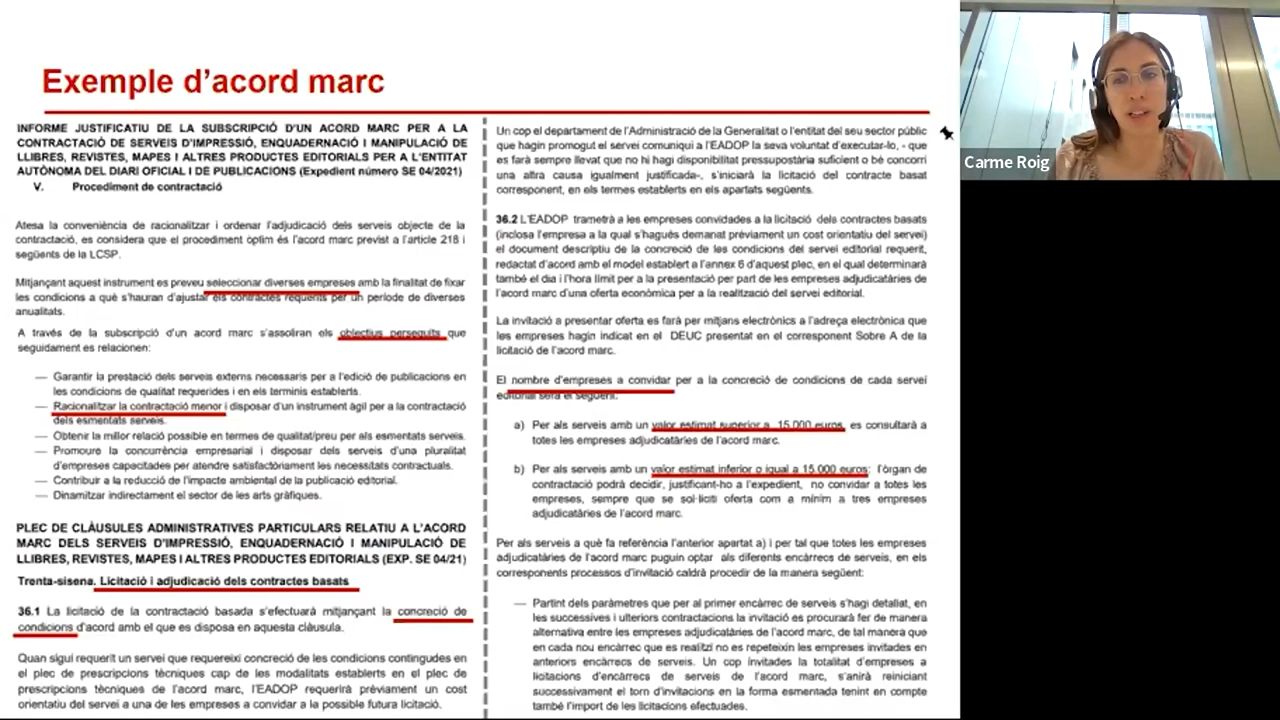 Exemple d'acord marc
INFORME JUSTIFICATIU DE LA SUBSCRIPCIÓ D'UN ACORD MARC PER A LA
CONTRACTACIÓ DE SERVEIS D'IMPRESSIÓ, ENQUADERNACIÓ I MANIPULACIÓ DE
LLIBRES, REVISTES, MAPES I ALTRES PRODUCTES EDITORIALS PER A L'ENTITAT
AUTÒNOMA DEL DIARI OFICIAL I DE PUBLICACIONS (Expedient número SE 04/2021)
V. Procediment de contractació
Atesa la conveniència de racionalitzar i ordenar l'adjudicació dels serveis objecte de la
contractació, es considera que el procediment òptim és l'acord marc previst a l'article 218 i
següents de la LCSP.
Mitjançant aquest instrument es preveu seleccionar diverses empreses amb la finalitat de fixar
les condicions a què s'hauran d'ajustar els contractes requerits per un període de diverses
anualitats.
A través de la subscripció d'un acord marc s'assoliran els objectius perseguits que
seguidament es relacionen:
— Garantir la prestació dels serveis externs necessaris per a l'edició de publicacions en
les condicions de qualitat requerides i en els terminis establerts.
— Racionalitzar la contractació menor i disposar d'un instrument àgil per a la contractació
dels esmentats serveis.
— Obtenir la millor relació possible en termes de qualitat/preu per als esmentats serveis.
— Promoure la concurrència empresarial i disposar dels serveis d'una pluralitat
d'empreses capacitades per atendre satisfactòriament les necessitats contractuals.
— Contribuir a la reducció de l'impacte ambiental de la publicació editorial.
— Dinamitzar indirectament el sector de les arts gràfiques.
PLEC DE CLÀUSULES ADMINISTRATIVES PARTICULARS RELATIU A L'ACORD
MARC DELS SERVEIS D'IMPRESSIÓ, ENQUADERNACIÓ I MANIPULACIÓ DE
LLIBRES, REVISTES, MAPES I ALTRES PRODUCTES EDITORIALS (EXP. SE 04/21)
Trenta-sisena. Licitació i adjudicació dels contractes basats
36.1 La licitació de la contractació basada s'efectuarà mitjançant la concreció de
condicions d'acord amb el que es disposa en aquesta clàusula.
Quan sigui requerit un servei que requereixi concreció de les condicions contingudes en
el plec de prescripcions tècniques cap de les modalitats establerts en el plec de
prescripcions tècniques de l'acord marc, l'EADOP requerirà prèviament un cost
orientatiu del servei a una de les empreses a convidar a la possible futura licitació.
Un cop el departament de l'Administració de la Generalitat o l'entitat del seu sector públic
que hagin promogut el servei comuniqui a l'EADOP la seva voluntat d'executar-lo, - que
es farà sempre llevat que no hi hagi disponibilitat pressupostària suficient o bé concorri
una altra causa igualment justificada-, s'iniciarà la licitació del contracte basat
corresponent, en els termes establerts en els apartats següents.
36.2 L'EADOP trametrà a les empreses convidades a la licitació dels contractes basats
(inclosa l'empresa a la qual s'hagués demanat prèviament un cost orientatiu del servei)
el document descriptiu de la concreció de les condicions del servei editorial requerit,
redactat d'acord amb el model establert a l'annex 6 d'aquest plec, en el qual determinarà
també el dia i l'hora límit per a la presentació per part de les empreses adjudicatàries de
l'acord marc d'una oferta econòmica per a la realització del servei editorial.
La invitació a presentar oferta es farà per mitjans electrònics a l'adreça electrònica que
les empreses hagin indicat en el DEUC presentat en el corresponent Sobre A de la
licitació de l'acord marc.
El nombre d'empreses a convidar per a la concreció de condicions de cada servei
editorial serà el següent:
a) Per als serveis amb un valor estimat superior a 15.000 euros, es consultarà a
totes les empreses adjudicatàries de l'acord marc.
b) Per als serveis amb un valor estimat inferior o igual a 15.000 euros: l'òrgan de
contractació podrà decidir, justificant-ho a l'expedient, no convidar a totes les
empreses, sempre que se sol·liciti oferta com a mínim a tres empreses
adjudicatàries de l'acord marc.
Per als serveis a què fa referència l'anterior apartat a) i per tal que totes les empreses
adjudicatàries de l'acord marc puguin optar als diferents encàrrecs de serveis, en els
corresponents processos d'invitació caldrà procedir de la manera següent:
— Partint dels paràmetres que per al primer encàrrec de serveis s'hagi detallat, en
les successives i ulteriors contractacions la invitació es procurarà fer de manera
alternativa entre les empreses adjudicatàries de l'acord marc, de tal manera que
en cada nou encàrrec que es realitzi no es repeteixin les empreses invitades en
anteriors encàrrecs de serveis. Un cop invitades la totalitat d'empreses a
licitacions d'encàrrecs de serveis de l'acord marc, s'anirà reiniciant
successivament el torn d'invitacions en la forma esmentada tenint en compte
també l'import de les licitacions efectuades.
Carme Roig